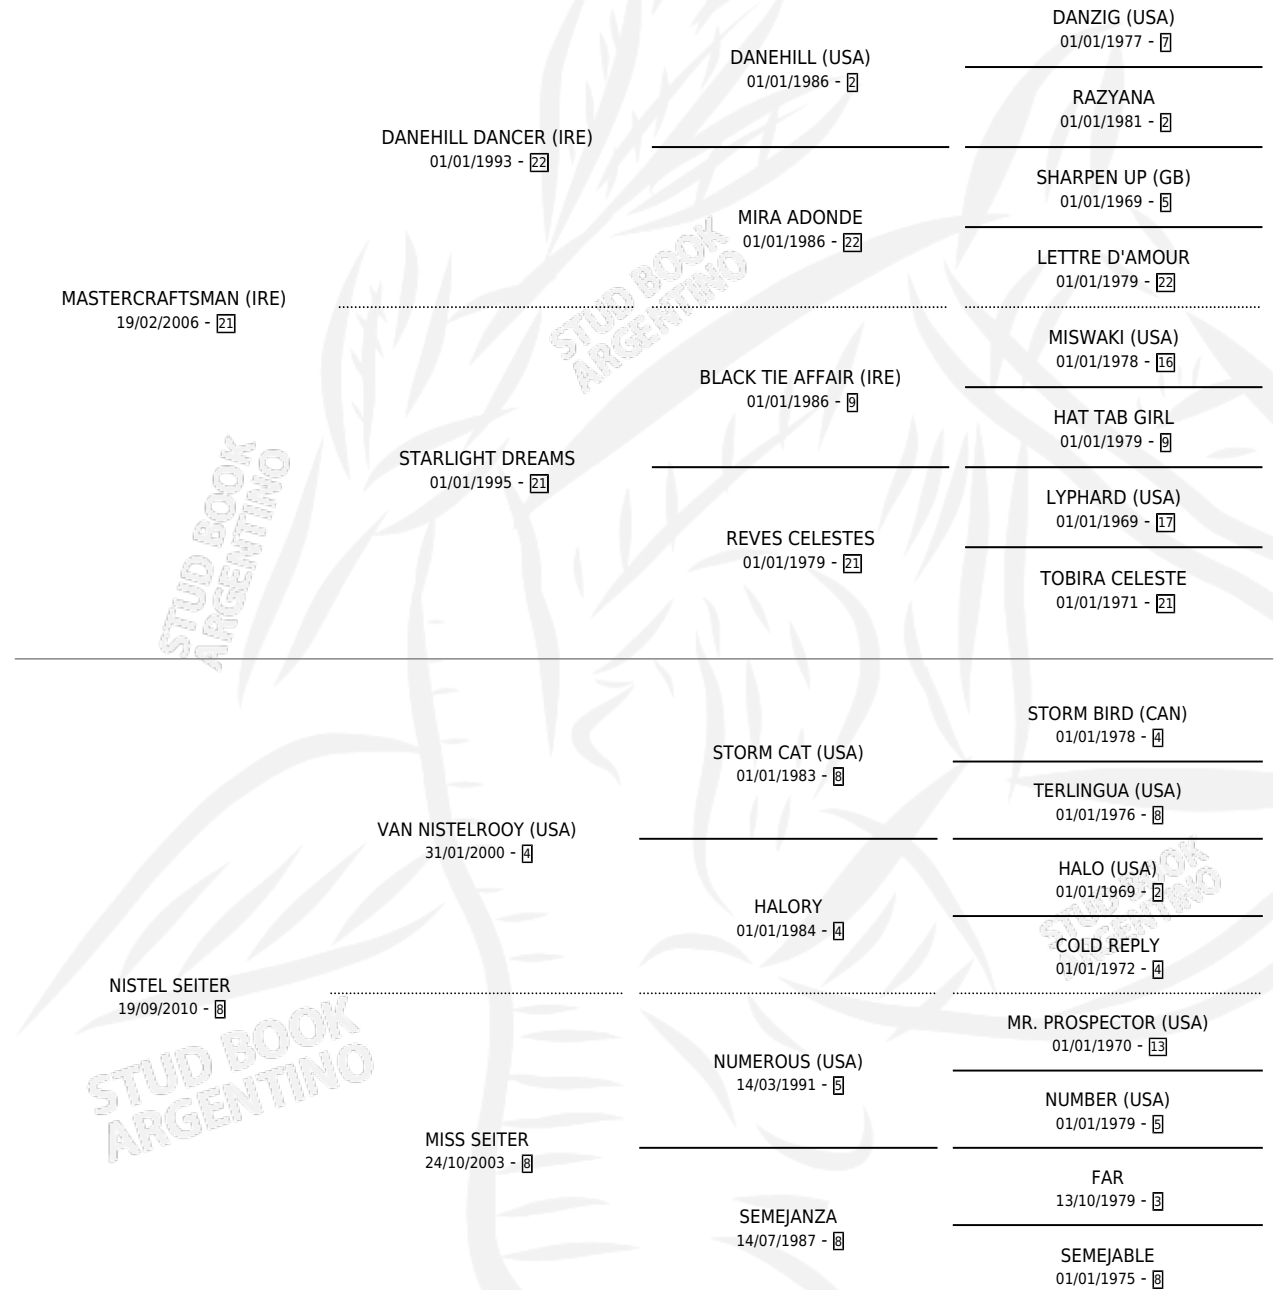 DANZIG (USA)
01/01/1977 - 7
DANEHILL (USA)
01/01/1986 - 2
RAZYANA
01/01/1981 - 2
DANEHILL DANCER (IRE)
01/01/1993 - 22
SHARPEN UP (GB)
01/01/1969 - 5
MIRA ADONDE
01/01/1986 - 22
LETTRE D'AMOUR
01/01/1979 - 22
MASTERCRAFTSMAN (IRE)
19/02/2006 - 21
MISWAKI (USA)
01/01/1978 - 16
BLACK TIE AFFAIR (IRE)
01/01/1986 - 9
HAT TAB GIRL
01/01/1979 - 9
STARLIGHT DREAMS
01/01/1995 - 21
LYPHARD (USA)
01/01/1969 - 17
REVES CELESTES
01/01/1979 - 21
TOBIRA CELESTE
01/01/1971 - 21
STORM BIRD (CAN)
01/01/1978 - 4
STORM CAT (USA)
01/01/1983 - 8
TERLINGUA (USA)
01/01/1976 - 8
VAN NISTELROOY (USA)
31/01/2000 - 4
HALO (USA)
01/01/1969 - 2
HALORY
01/01/1984 - 4
COLD REPLY
01/01/1972 - 4
NISTEL SEITER
19/09/2010 - 8
MR. PROSPECTOR (USA)
01/01/1970 - 13
NUMEROUS (USA)
14/03/1991 - 5
NUMBER (USA)
01/01/1979 - 5
MISS SEITER
24/10/2003 - 8
FAR
13/10/1979 - 3
SEMEJANZA
14/07/1987 - 8
SEMEJABLE
01/01/1975 - 8
STUD BOOK
ARGENTINO
STUD BOOK
ARGENTINO
STUD BOOK
ARGENTINO
STUD BOOK
ARGENTINO